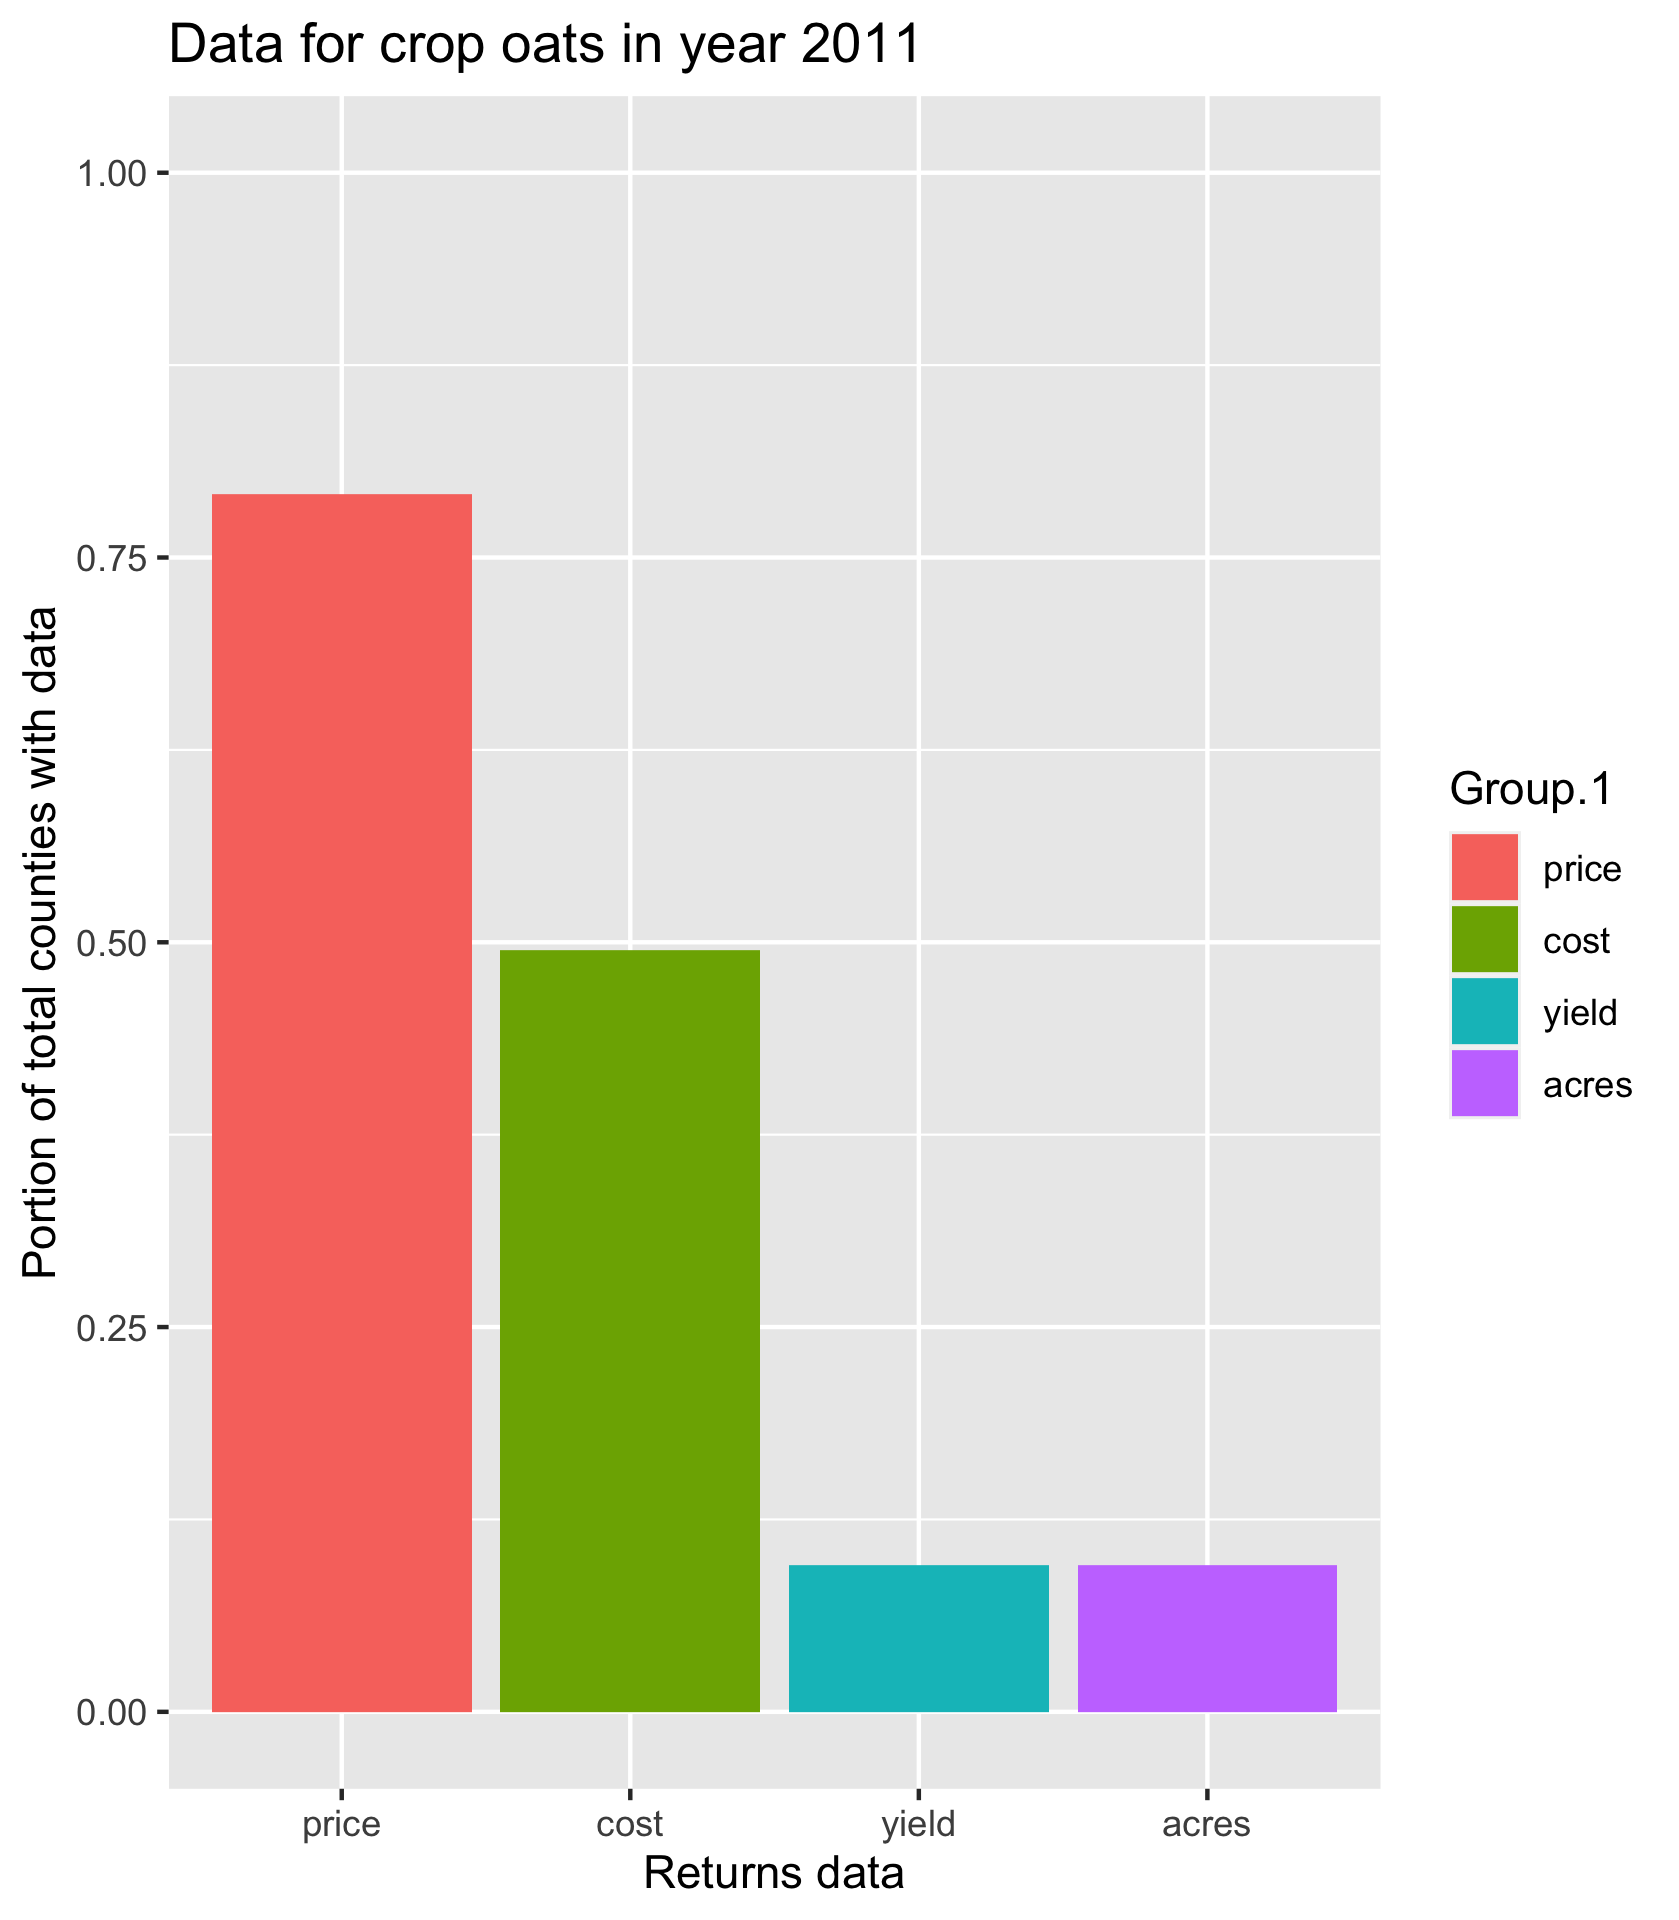 Data for crop oats in year 2011
Portion of total counties with data
1.00
0.75
0.50
0.25
0.00
price
cost
yield
acres
Returns data
Group.1
price
cost
yield
acres